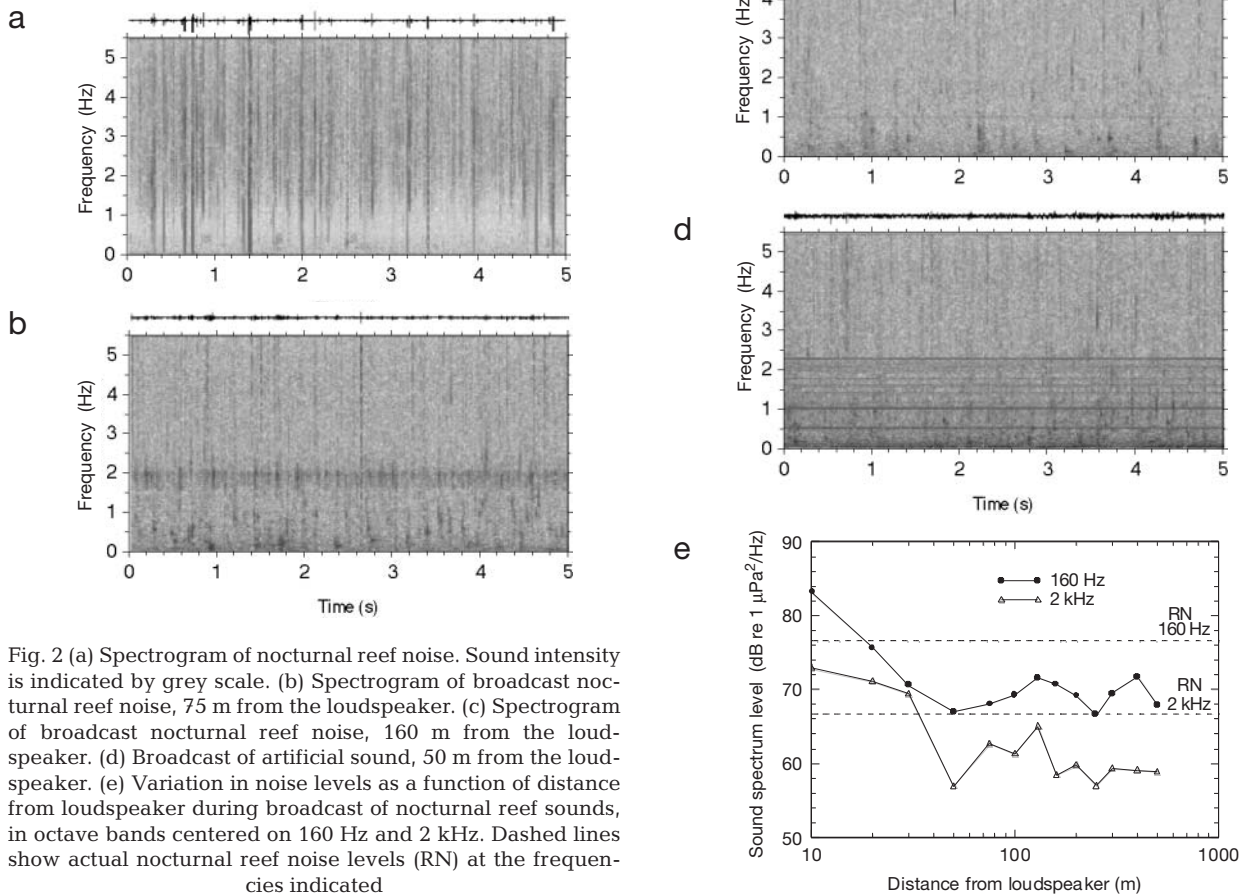 a
Frequency (Hz)
5
4
3
2
1
0
0 1 2 3 4 5
b
Frequency (Hz)
5
4
3
2
1
0
0 1 2 3 4 5
Time (s)
Fig. 2 (a) Spectrogram of nocturnal reef noise. Sound intensity
is indicated by grey scale. (b) Spectrogram of broadcast noc-
turnal reef noise, 75 m from the loudspeaker. (c) Spectrogram
of broadcast nocturnal reef noise, 160 m from the loud-
speaker. (d) Broadcast of artificial sound, 50 m from the loud-
speaker. (e) Variation in noise levels as a function of distance
from loudspeaker during broadcast of nocturnal reef sounds,
in octave bands centered on 160 Hz and 2 kHz. Dashed lines
show actual nocturnal reef noise levels (RN) at the frequen-
cies indicated
Frequency (Hz)
4
3
2
1
0
0 1 2 3 4 5
d
Frequency (Hz)
5
4
3
2
1
0
0 1 2 3 4 5
Time (s)
e
Sound spectrum level (dB re 1 µPa²/Hz)
90
80
70
60
50
160 Hz
2 kHz
RN
160 Hz
RN
2 kHz
10 100 1000
Distance from loudspeaker (m)